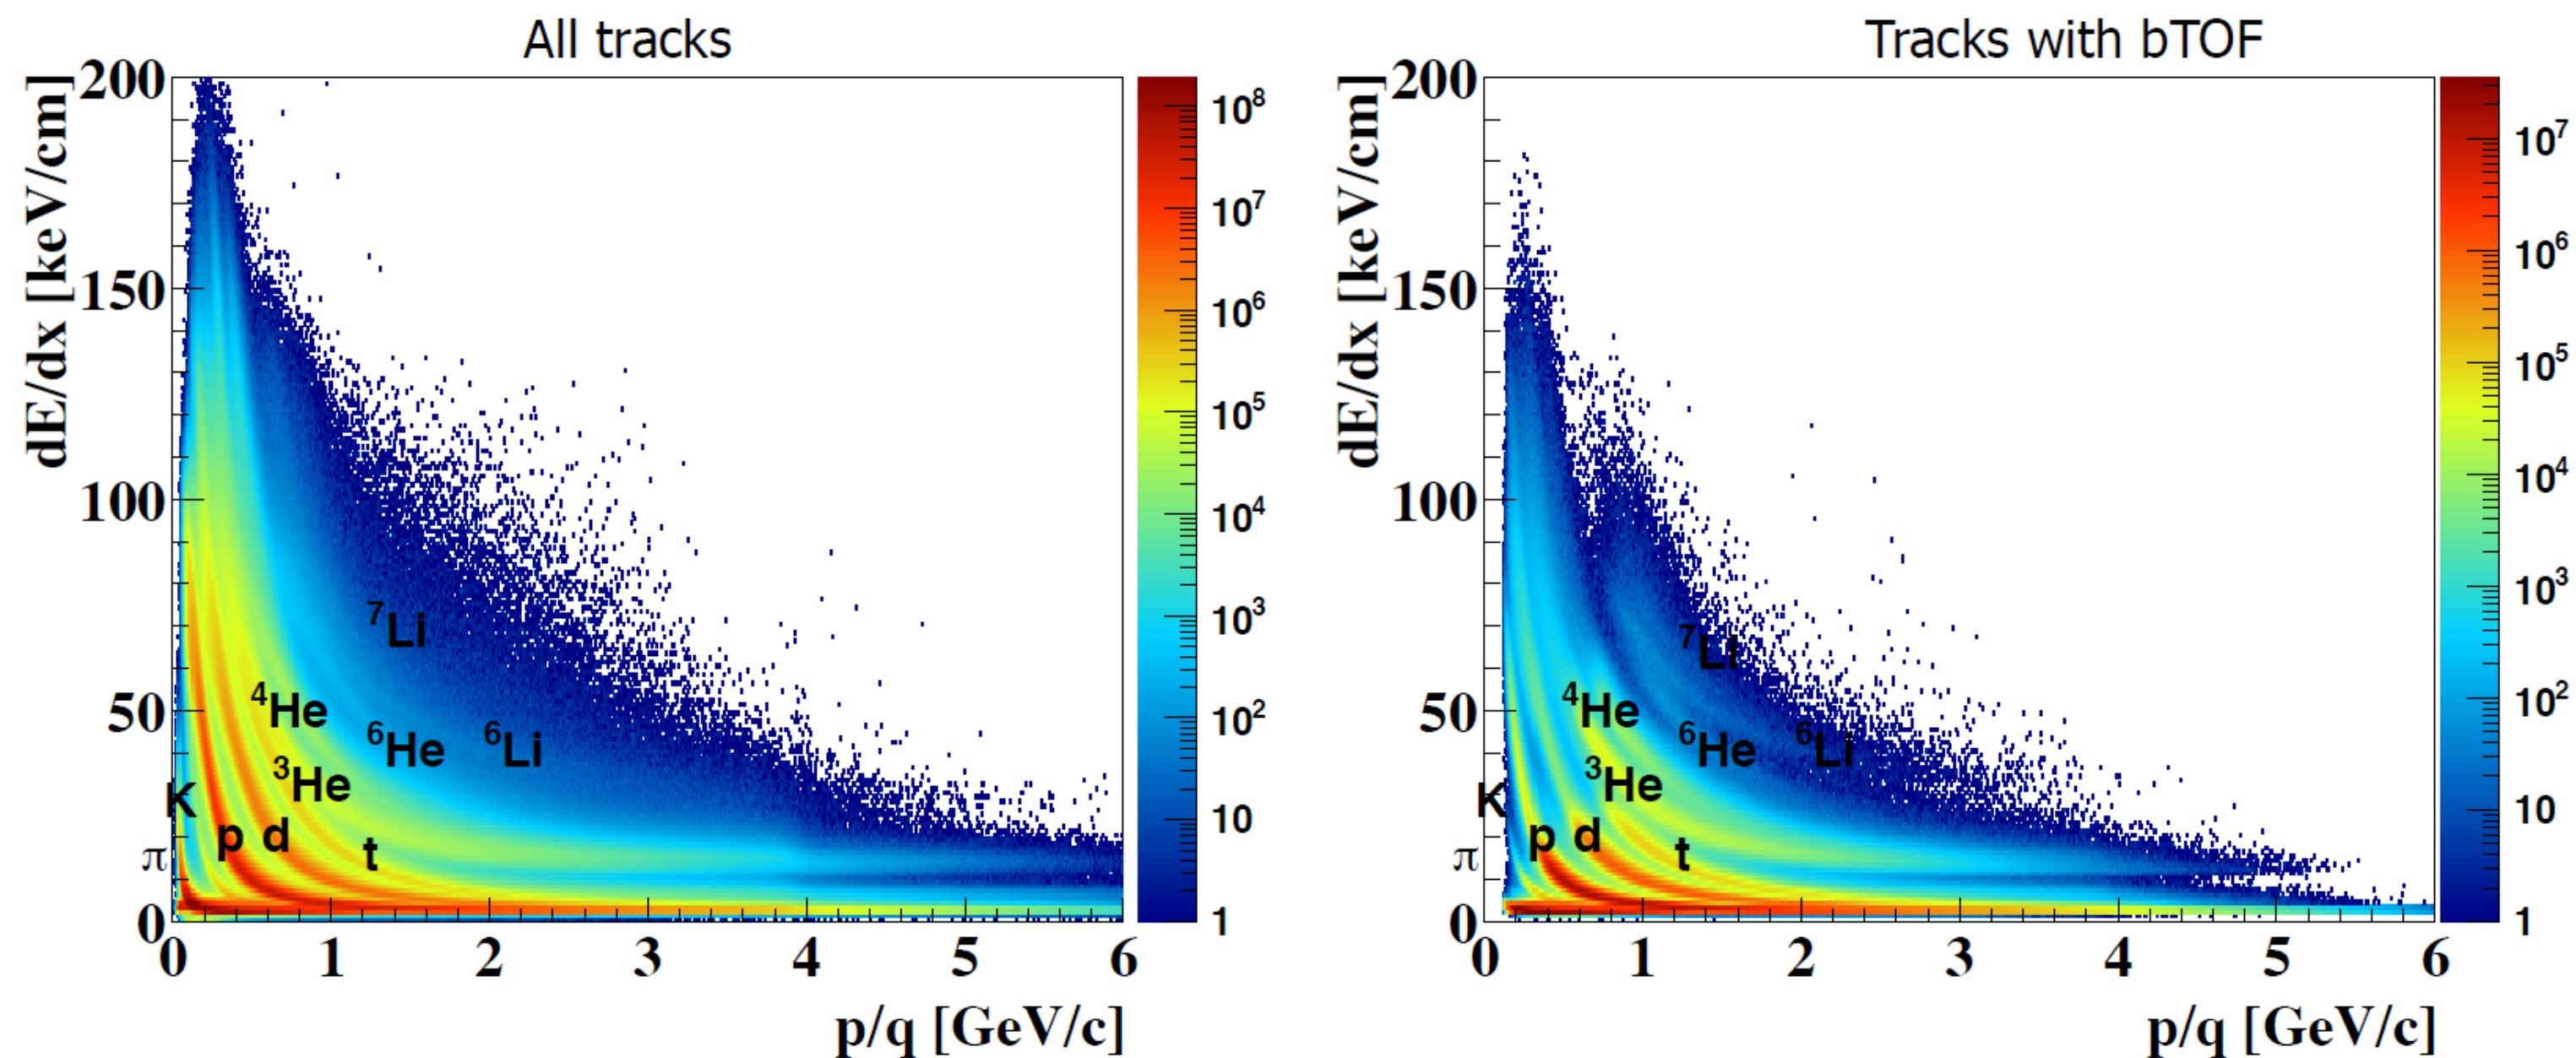 All tracks
dE/dx [keV/cm]
200
150
100
50
0
0 1 2 3 4 5 6
p/q [GeV/c]
⁷Li
⁴He
⁶He ⁶Li
³He
K
p d
t
π
10⁸
10⁷
10⁶
10⁵
10⁴
10³
10²
10
1
Tracks with bTOF
dE/dx [keV/cm]
200
150
100
50
0
0 1 2 3 4 5 6
p/q [GeV/c]
⁷Li
⁴He
⁶He ⁶Li
³He
K
p d
t
π
10⁷
10⁶
10⁵
10⁴
10³
10²
10
1